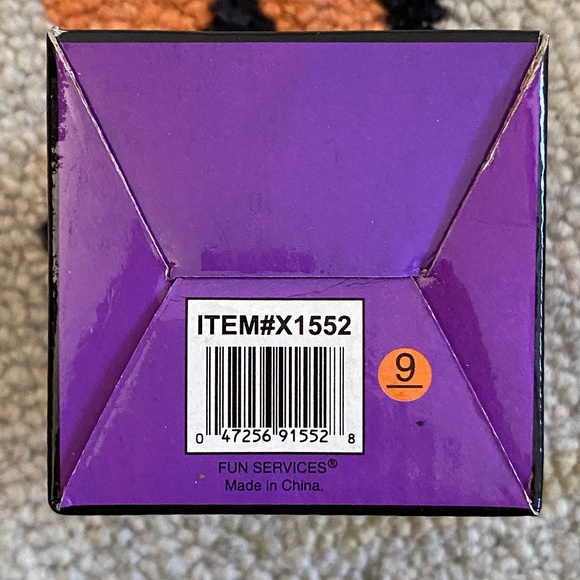 ITEM#X1552
0 47256 91552 8
9
FUN SERVICES®
Made in China.